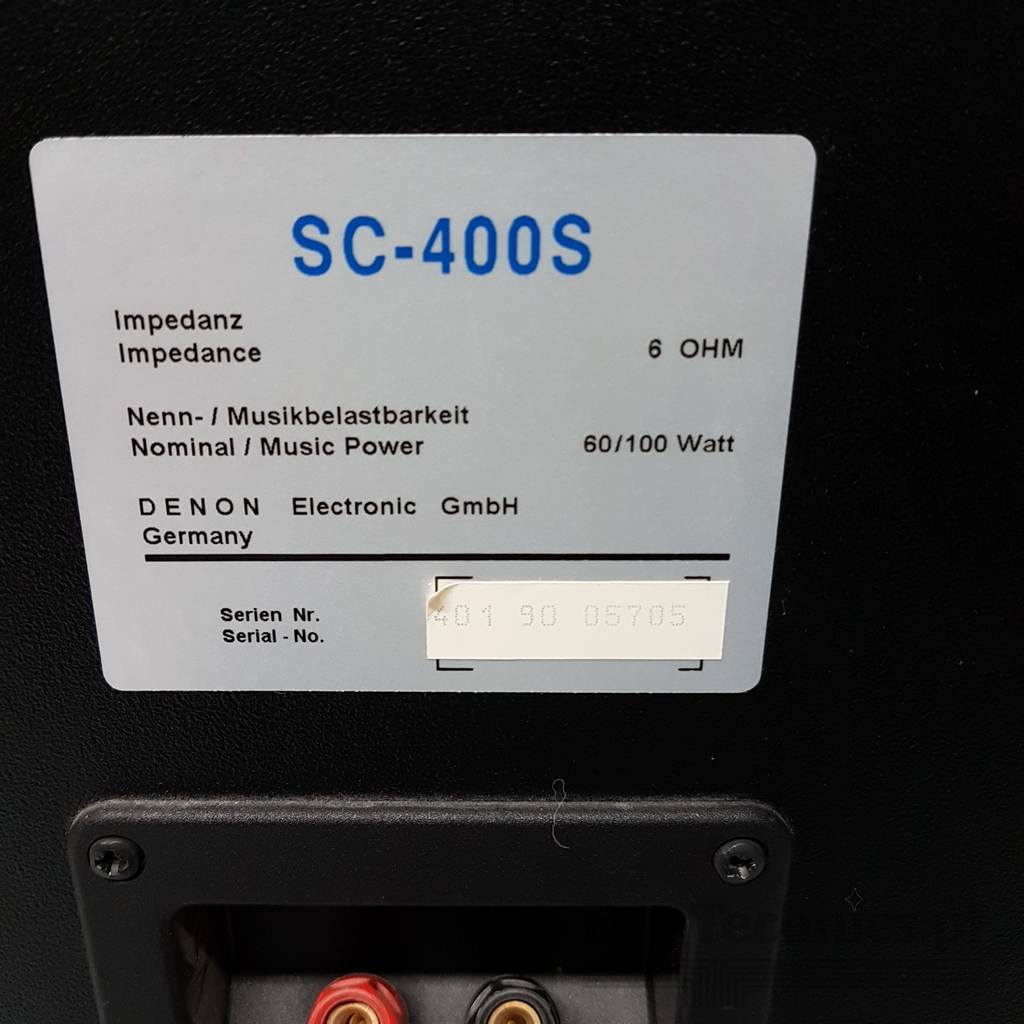 SC-400S
Impedanz
Impedance 6 OHM
Nenn- / Musikbelastbarkeit
Nominal / Music Power 60/100 Watt
DENON Electronic GmbH
Germany
Serien Nr.
Serial - No.
401 90 05705